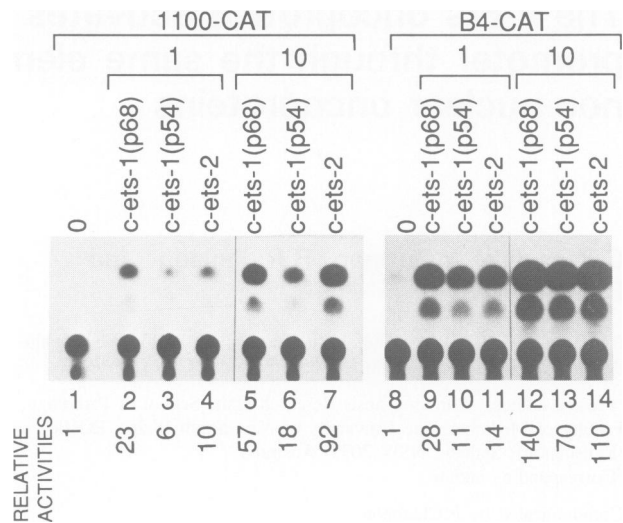 1100-CAT B4-CAT
1 10 1 10
0 c-ets-1(p68) c-ets-1(p54) c-ets-2 c-ets-1(p68) c-ets-1(p54) c-ets-2 0 c-ets-1(p68) c-ets-1(p54) c-ets-2 c-ets-1(p68) c-ets-1(p54) c-ets-2
1 2 3 4 5 6 7 8 9 10 11 12 13 14
RELATIVE
ACTIVITIES
1 23 6 10 57 18 92 1 28 11 14 140 70 110